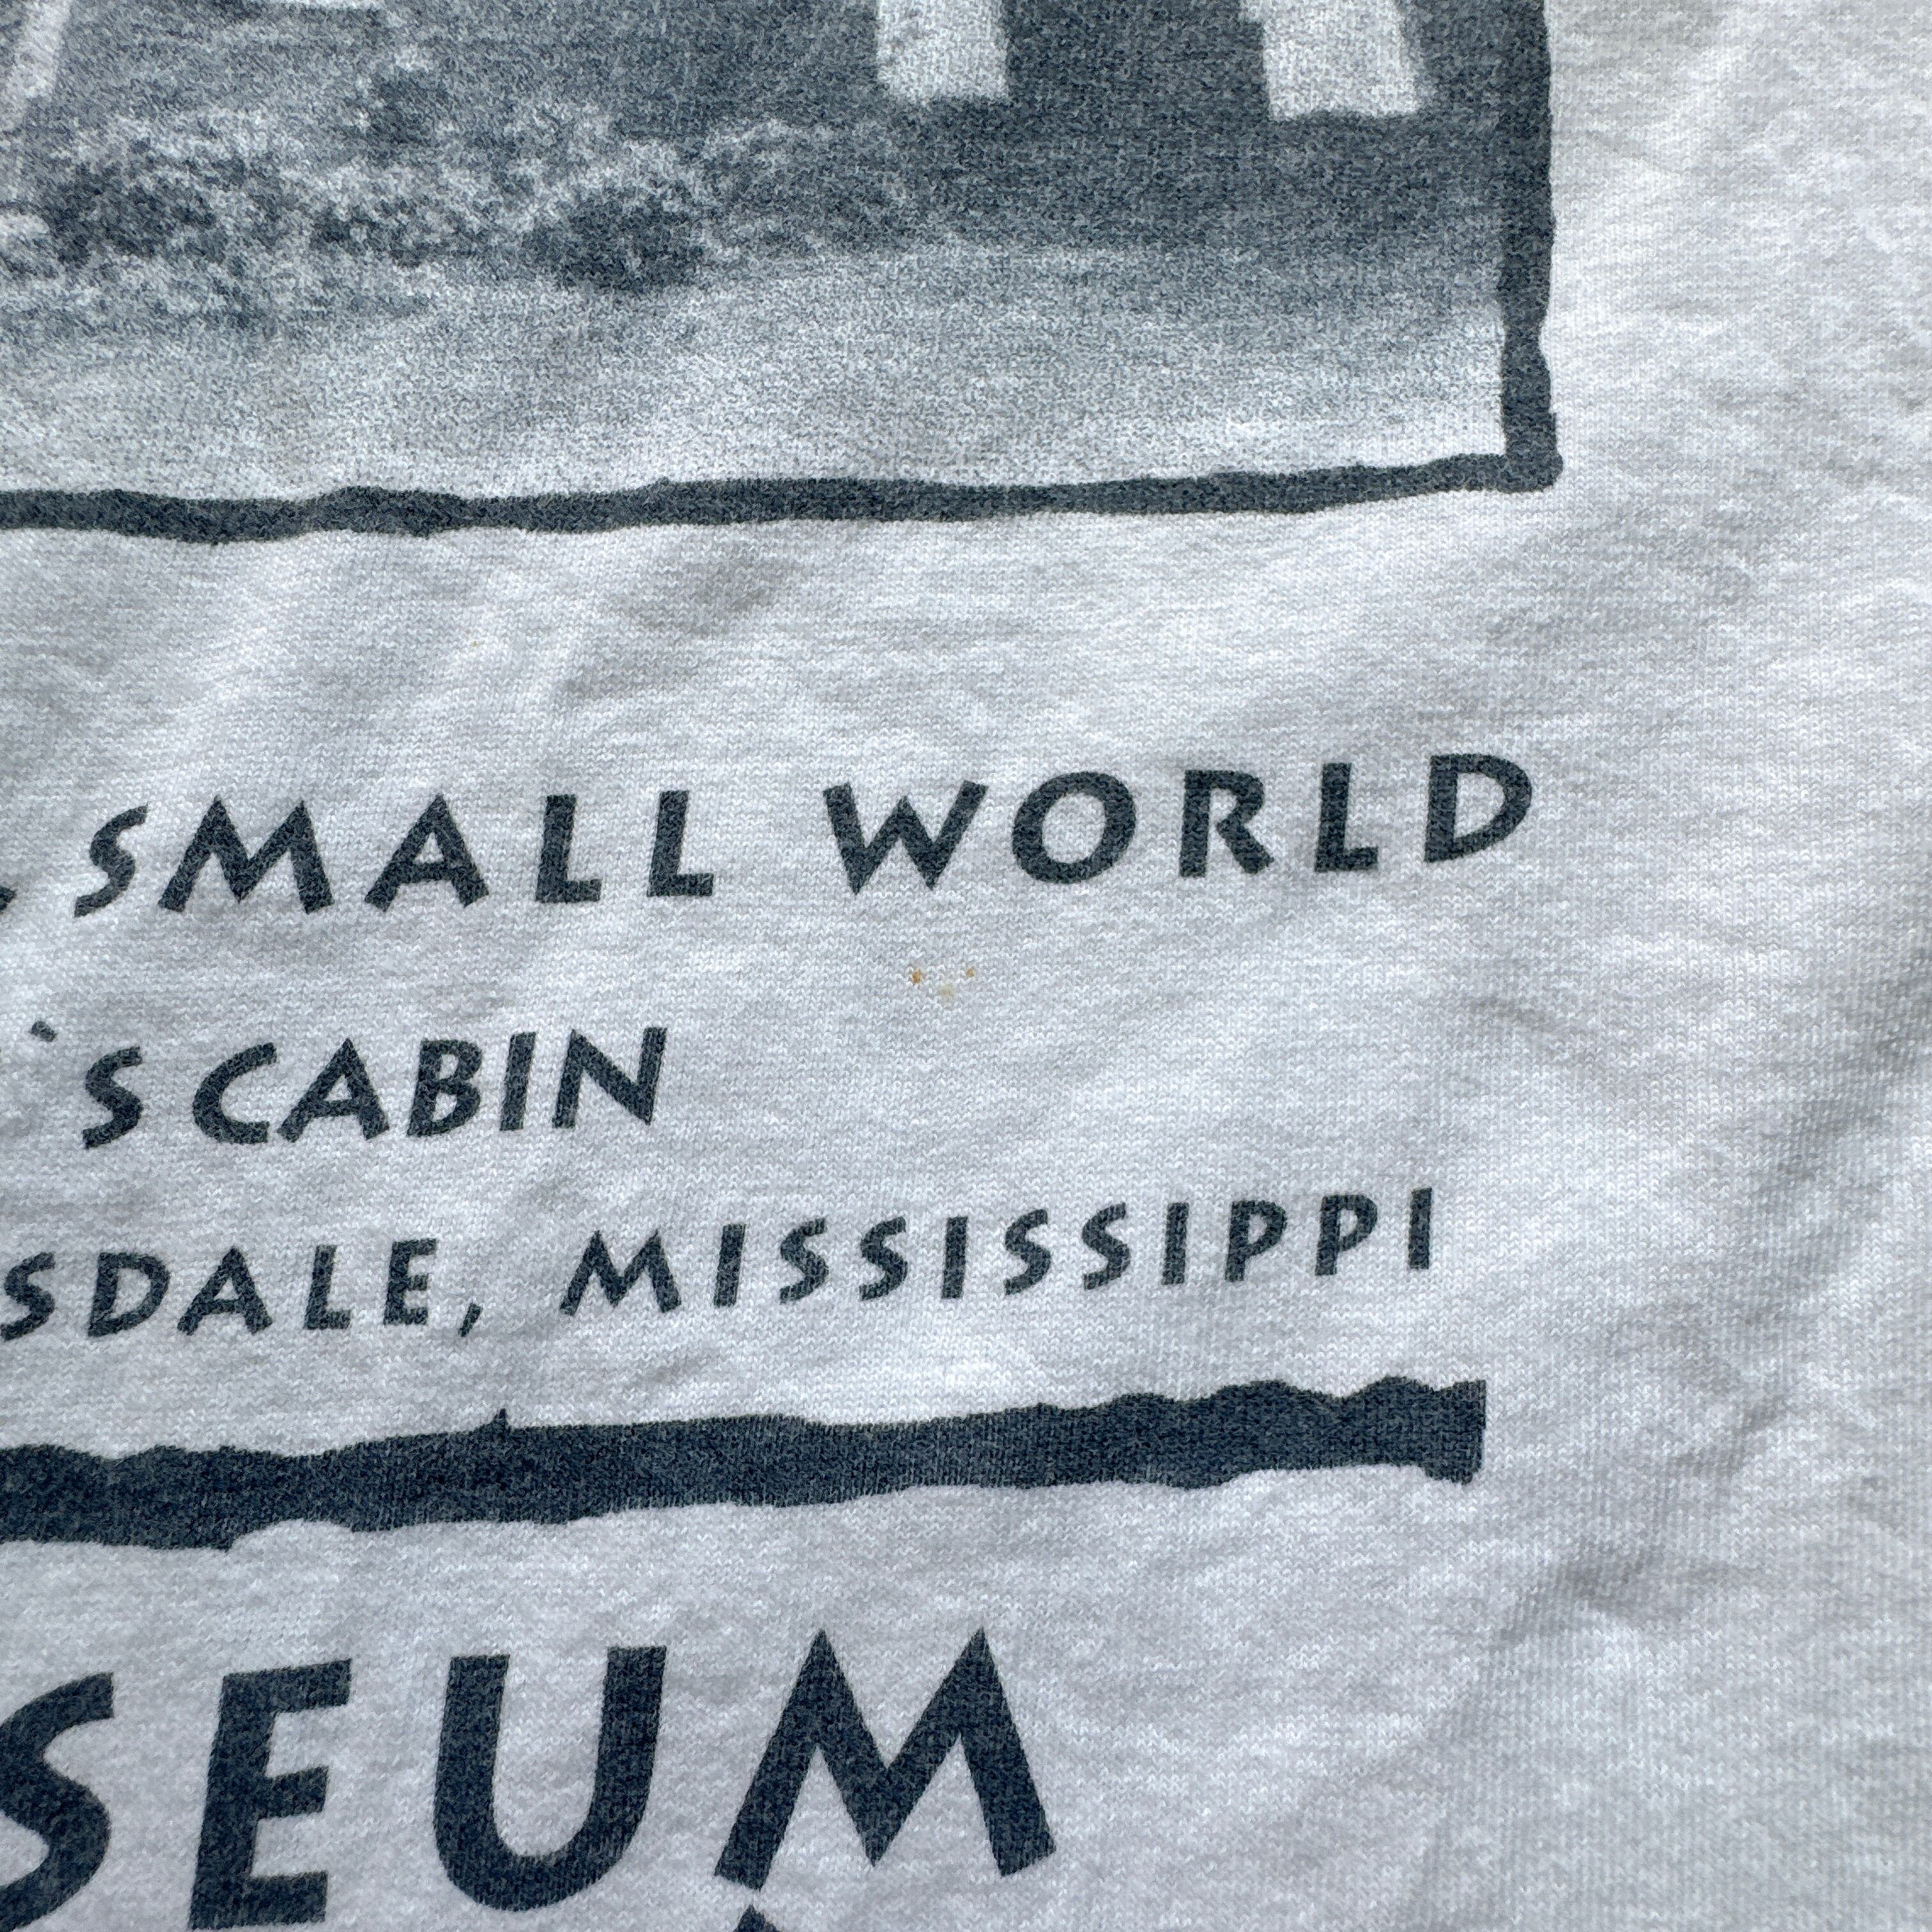 SMALL WORLD
`S CABIN
SDALE, MISSISSIPPI
SEUM